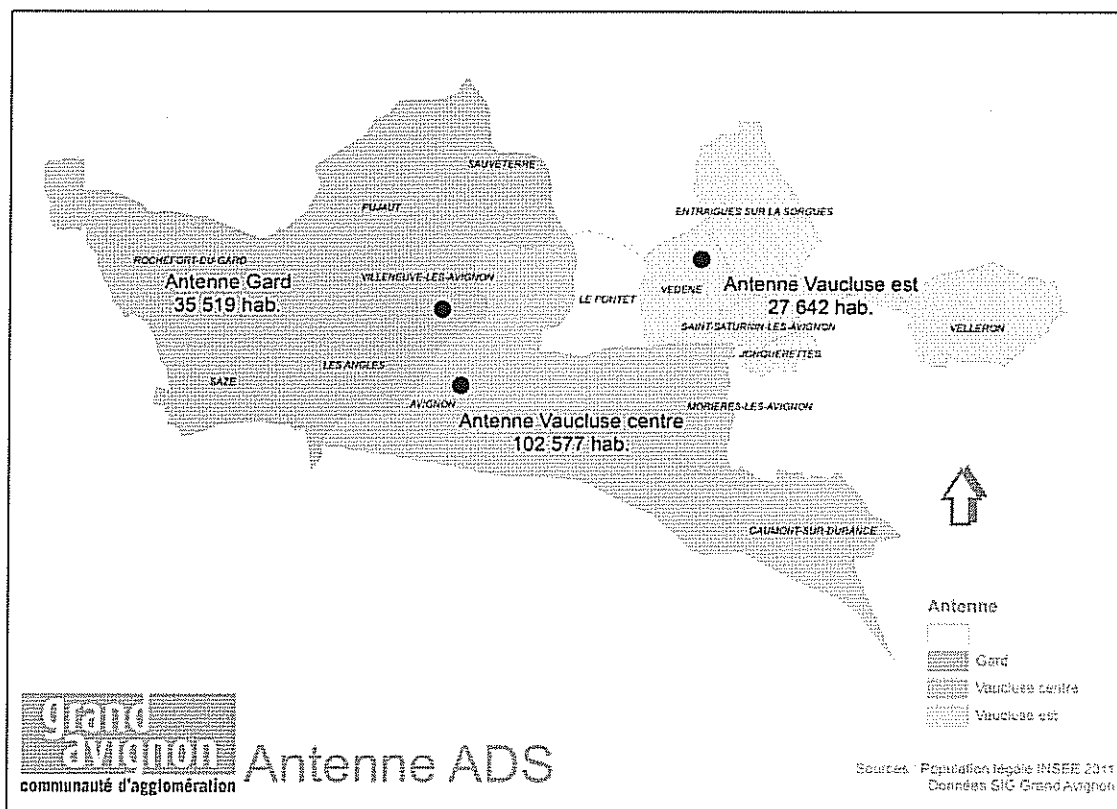 SAUVETERRE
PUJAUT
ENTRAIGUES SUR LA SORGUES
ROCHEFORT-DU-GARD
Antenne Gard
35 519 hab.
VILLENEUVE-LES-AVIGNON
LE PONTET
VEDENE
Antenne Vaucluse est
27 642 hab.
SAINT-SATURNIN-LES-AVIGNON
VELLERON
JONQUERETTES
LES ANGLES
SAZE
AVIGNON
MORIERES-LES-AVIGNON
Antenne Vaucluse centre
102 577 hab.
CAUMONT-SUR-DURANCE
Antenne
Gard
Vaucluse centre
Vaucluse est
grand
avignon
communauté d'agglomération
Antenne ADS
Sources : Population légale INSEE 2011
Données SIG Grand Avignon